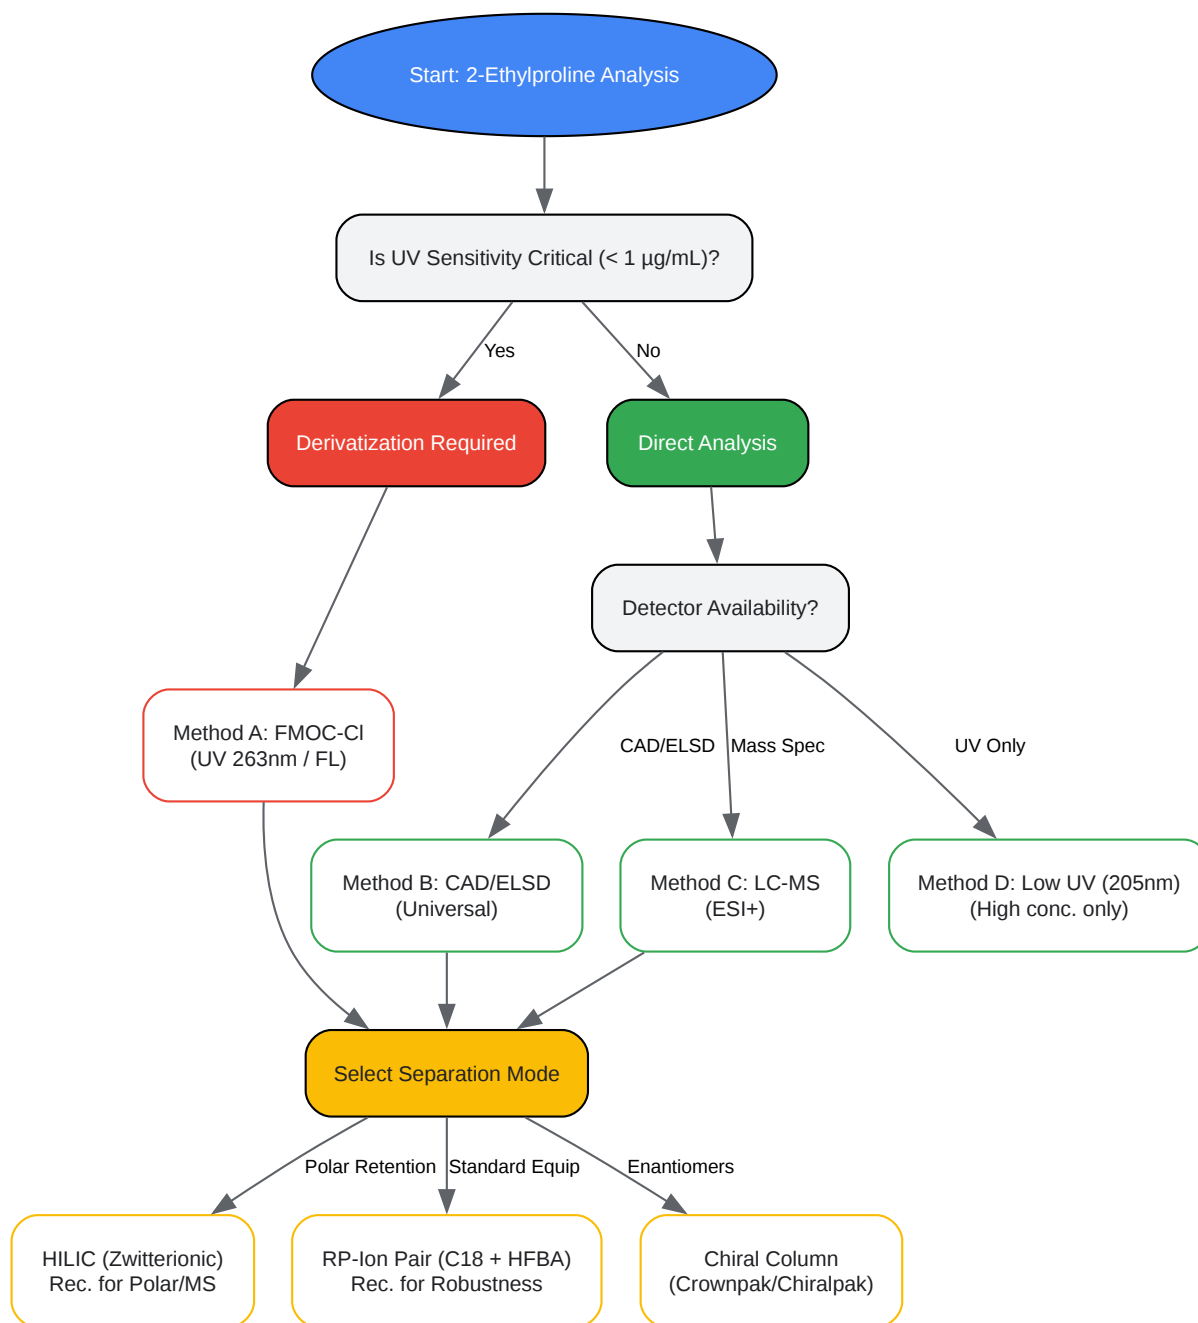 Start: 2-Ethylproline Analysis
Is UV Sensitivity Critical (< 1 µg/mL)?
Yes
No
Derivatization Required
Direct Analysis
Detector Availability?
Method A: FMOC-Cl
(UV 263nm / FL)
CAD/ELSD
Mass Spec
UV Only
Method B: CAD/ELSD
(Universal)
Method C: LC-MS
(ESI+)
Method D: Low UV (205nm)
(High conc. only)
Select Separation Mode
Polar Retention
Standard Equip
Enantiomers
HILIC (Zwitterionic)
Rec. for Polar/MS
RP-Ion Pair (C18 + HFBA)
Rec. for Robustness
Chiral Column
(Crownpak/Chiralpak)